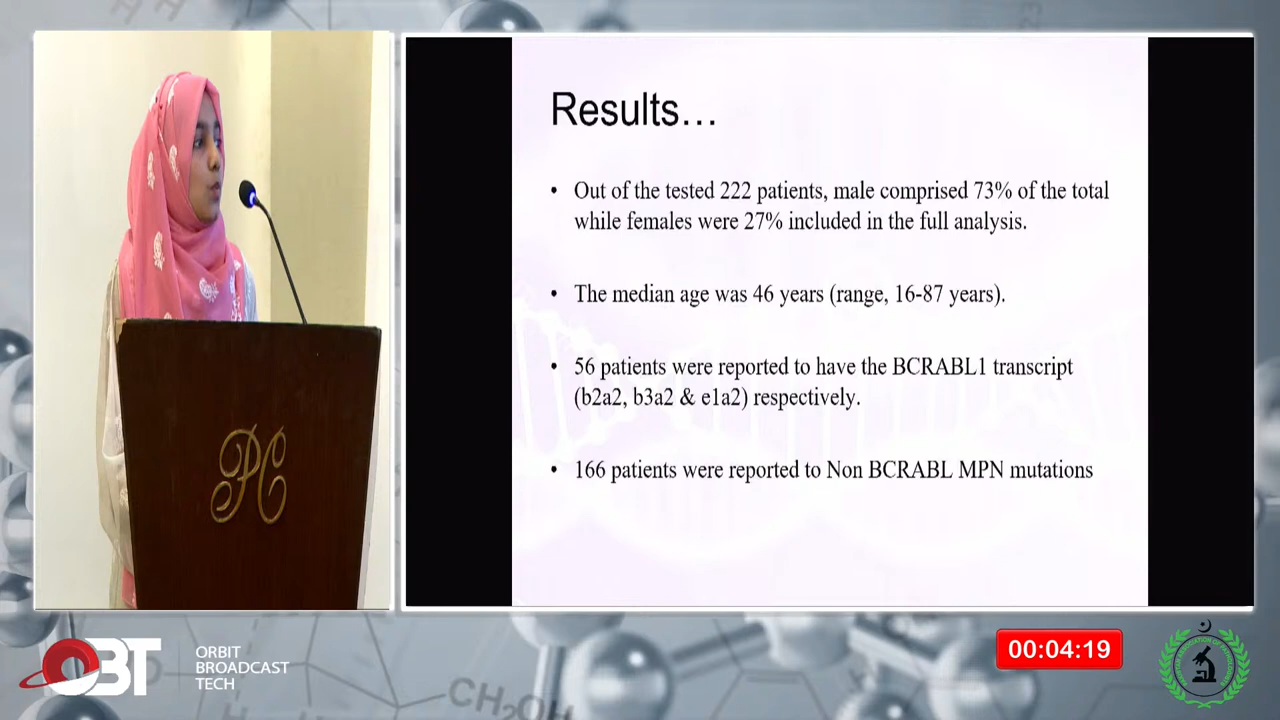 Results…
• Out of the tested 222 patients, male comprised 73% of the total
while females were 27% included in the full analysis.
• The median age was 46 years (range, 16-87 years).
• 56 patients were reported to have the BCRABL1 transcript
(b2a2, b3a2 & e1a2) respectively.
• 166 patients were reported to Non BCRABL MPN mutations
PC
OBT
ORBIT
BROADCAST
TECH
CH₂OH
00:04:19